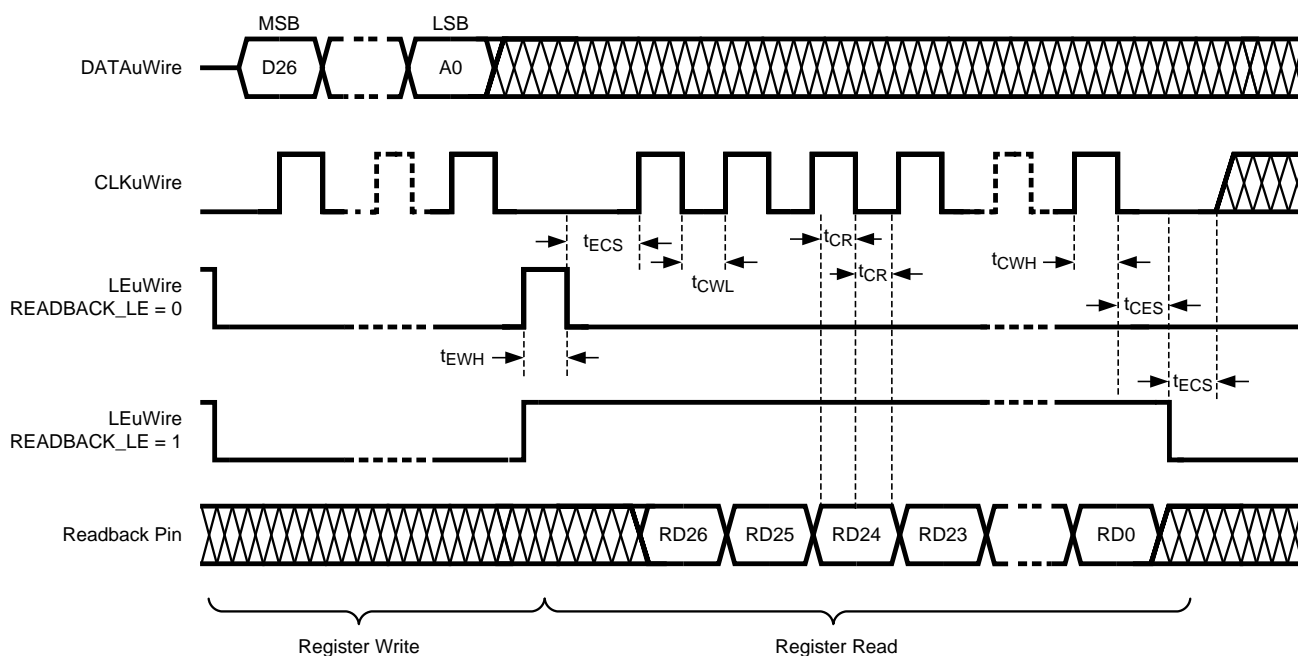 MSB
LSB
DATAuWire
D26
A0
CLKuWire
tECS
tCWL
tCR
tCR
tCWH
tCES
LEuWire
READBACK_LE = 0
tEWH
tECS
LEuWire
READBACK_LE = 1
Readback Pin
RD26
RD25
RD24
RD23
RD0
Register Write
Register Read